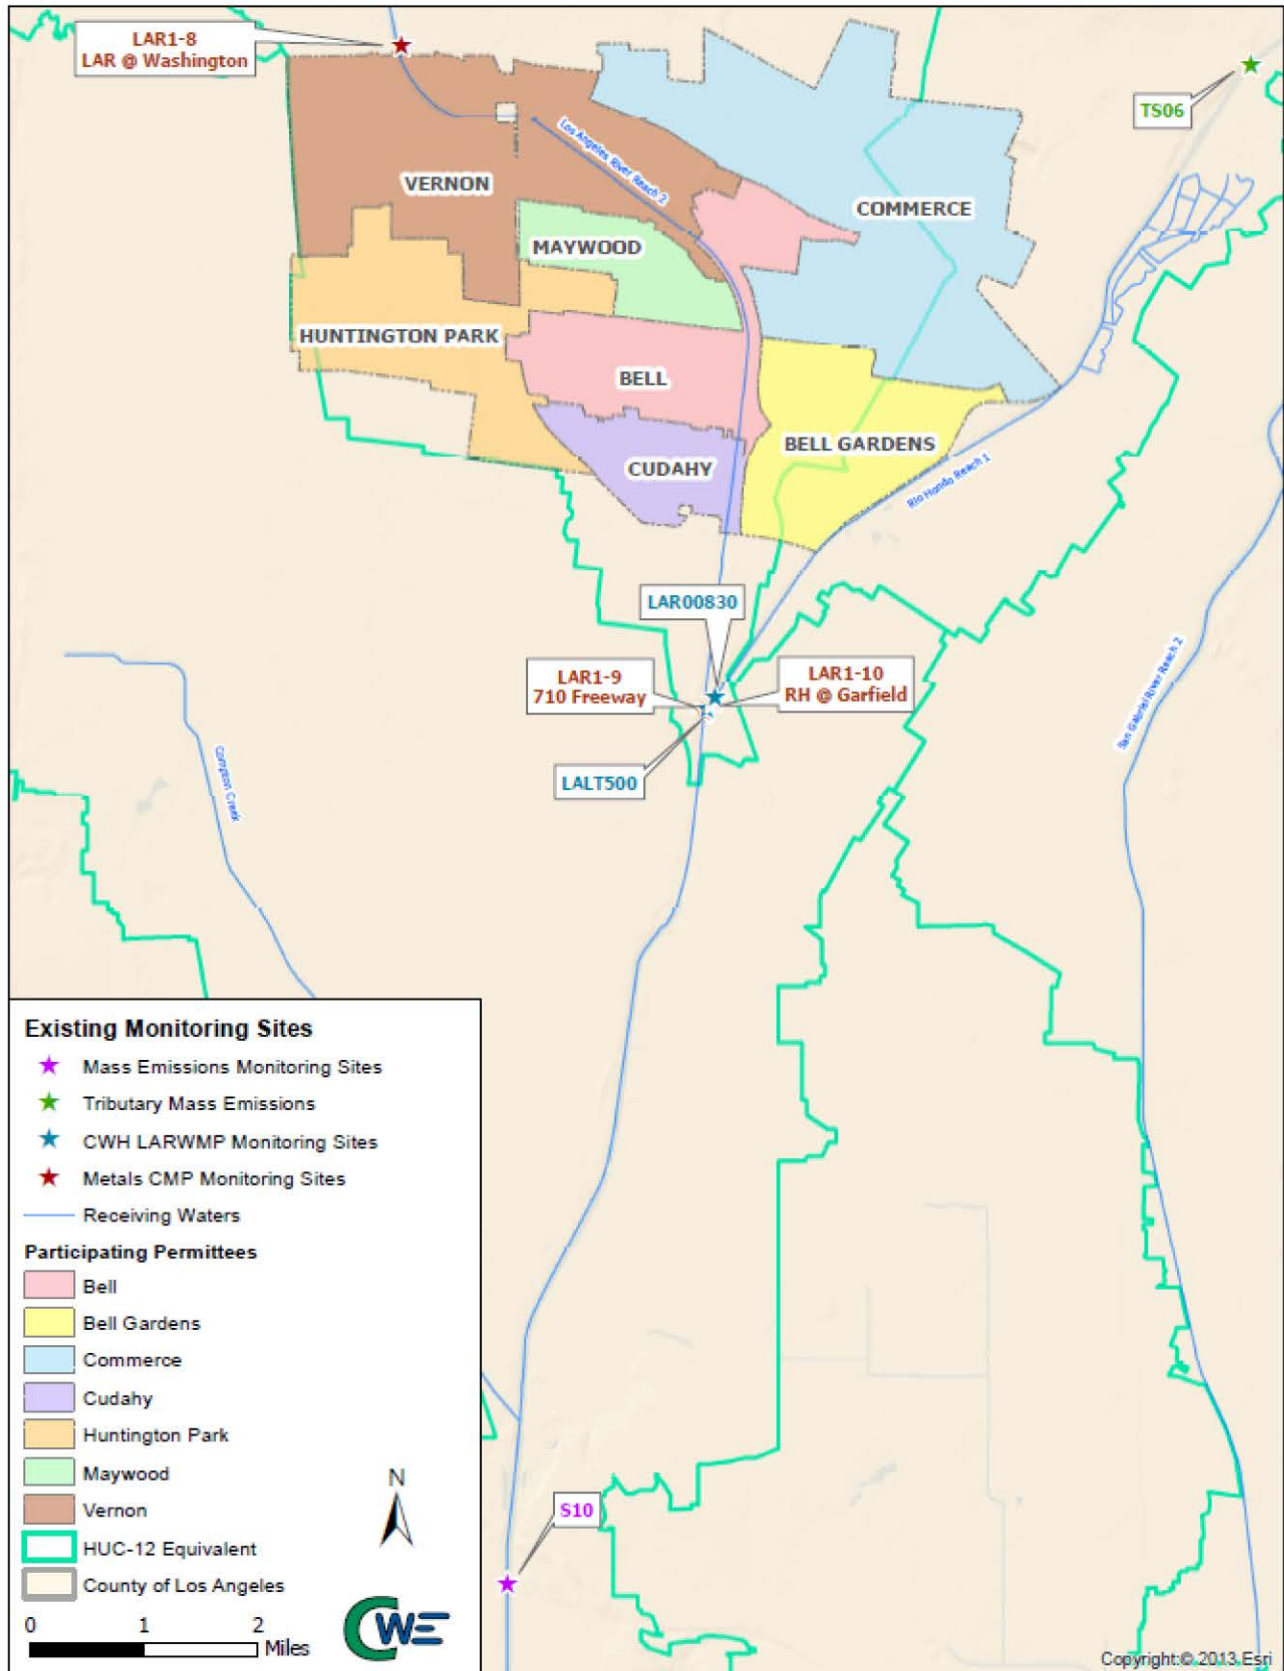 LAR1-8
LAR @ Washington
TS06
Los Angeles River Reach 2
VERNON
COMMERCE
MAYWOOD
HUNTINGTON PARK
BELL
BELL GARDENS
CUDAHY
Rio Hondo Reach 1
LAR00830
LAR1-9
710 Freeway
LAR1-10
RH @ Garfield
San Gabriel River Reach 2
LALT500
Compton Creek
Existing Monitoring Sites
Mass Emissions Monitoring Sites
Tributary Mass Emissions
CWH LARWMP Monitoring Sites
Metals CMP Monitoring Sites
Receiving Waters
Participating Permittees
Bell
Bell Gardens
Commerce
Cudahy
Huntington Park
Maywood
Vernon
HUC-12 Equivalent
County of Los Angeles
N
0 1 2
Miles
CWE
S10
Copyright:© 2013 Esri